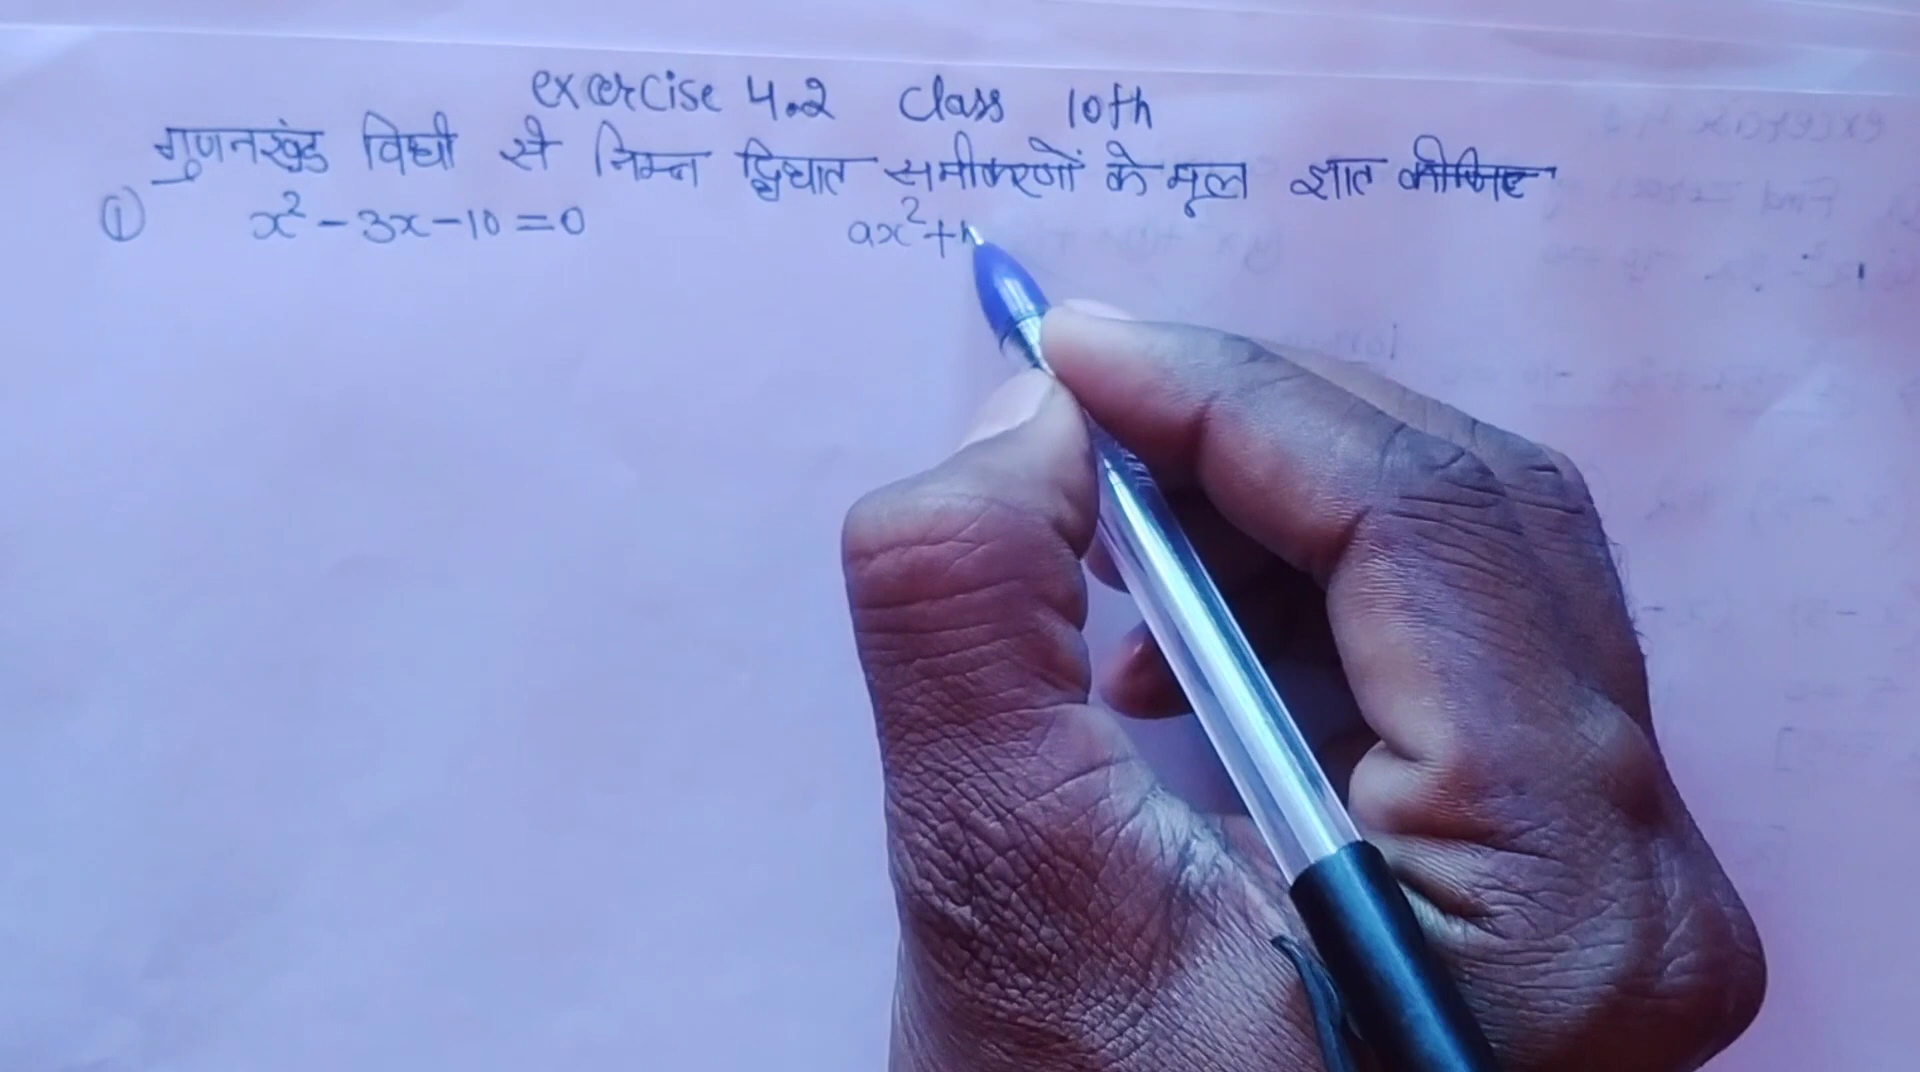 exercise 4.2 class 10th
गुणनखंड विधी से निम्न द्विघात समीकरणों के मूल ज्ञात कीजिए
① x² - 3x - 10 = 0 ax² +